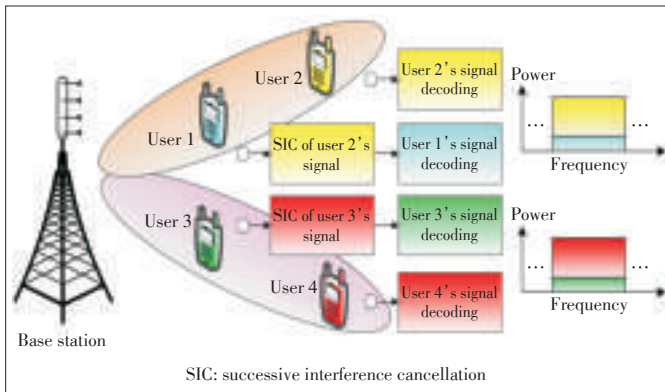 User 2
User 2's signal
decoding
Power
... ...
Frequency
User 1
SIC of user 2's
signal
User 1's signal
decoding
User 3
SIC of user 3's
signal
User 3's signal
decoding
Power
... ...
Frequency
User 4
User 4's signal
decoding
Base station
SIC: successive interference cancellation